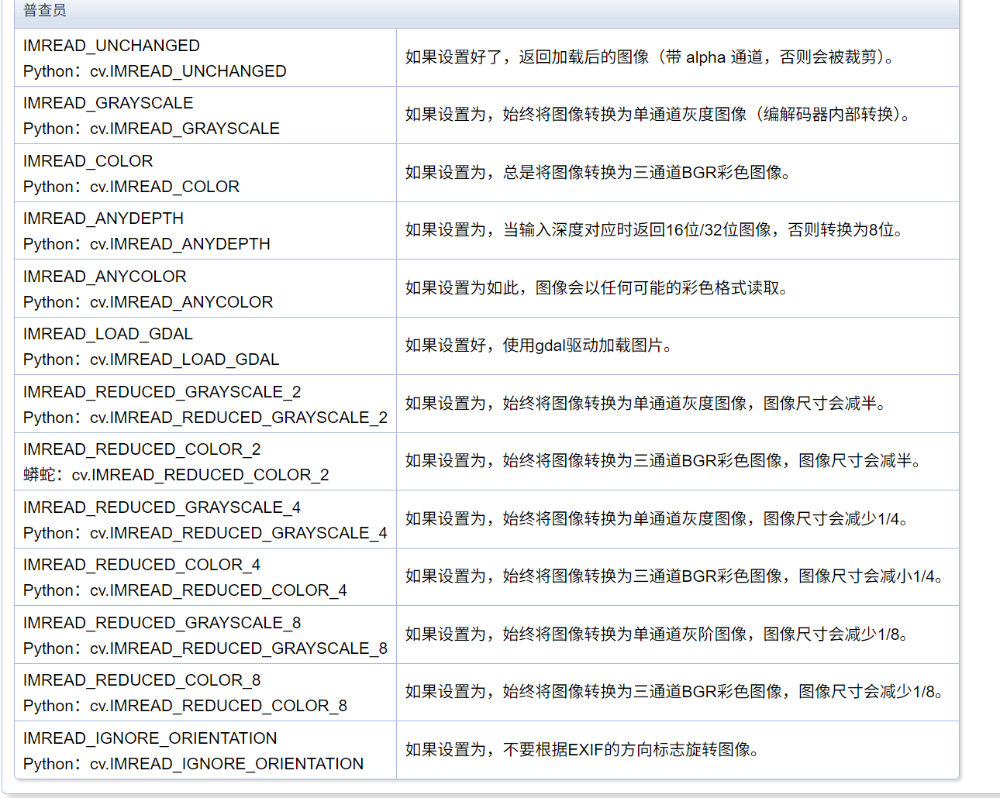 普查员
IMREAD_UNCHANGED
Python：cv.IMREAD_UNCHANGED
如果设置好了，返回加载后的图像（带 alpha 通道，否则会被裁剪）。
IMREAD_GRAYSCALE
Python：cv.IMREAD_GRAYSCALE
如果设置为，始终将图像转换为单通道灰度图像（编解码器内部转换）。
IMREAD_COLOR
Python：cv.IMREAD_COLOR
如果设置为，总是将图像转换为三通道BGR彩色图像。
IMREAD_ANYDEPTH
Python：cv.IMREAD_ANYDEPTH
如果设置为，当输入深度对应时返回16位/32位图像，否则转换为8位。
IMREAD_ANYCOLOR
Python：cv.IMREAD_ANYCOLOR
如果设置为如此，图像会以任何可能的彩色格式读取。
IMREAD_LOAD_GDAL
Python：cv.IMREAD_LOAD_GDAL
如果设置好，使用gdal驱动加载图片。
IMREAD_REDUCED_GRAYSCALE_2
Python：cv.IMREAD_REDUCED_GRAYSCALE_2
如果设置为，始终将图像转换为单通道灰度图像，图像尺寸会减半。
IMREAD_REDUCED_COLOR_2
蟒蛇：cv.IMREAD_REDUCED_COLOR_2
如果设置为，始终将图像转换为三通道BGR彩色图像，图像尺寸会减半。
IMREAD_REDUCED_GRAYSCALE_4
Python：cv.IMREAD_REDUCED_GRAYSCALE_4
如果设置为，始终将图像转换为单通道灰度图像，图像尺寸会减少1/4。
IMREAD_REDUCED_COLOR_4
Python：cv.IMREAD_REDUCED_COLOR_4
如果设置为，始终将图像转换为三通道BGR彩色图像，图像尺寸会减小1/4。
IMREAD_REDUCED_GRAYSCALE_8
Python：cv.IMREAD_REDUCED_GRAYSCALE_8
如果设置为，始终将图像转换为单通道灰阶图像，图像尺寸会减少1/8。
IMREAD_REDUCED_COLOR_8
Python：cv.IMREAD_REDUCED_COLOR_8
如果设置为，始终将图像转换为三通道BGR彩色图像，图像尺寸会减少1/8。
IMREAD_IGNORE_ORIENTATION
Python：cv.IMREAD_IGNORE_ORIENTATION
如果设置为，不要根据EXIF的方向标志旋转图像。